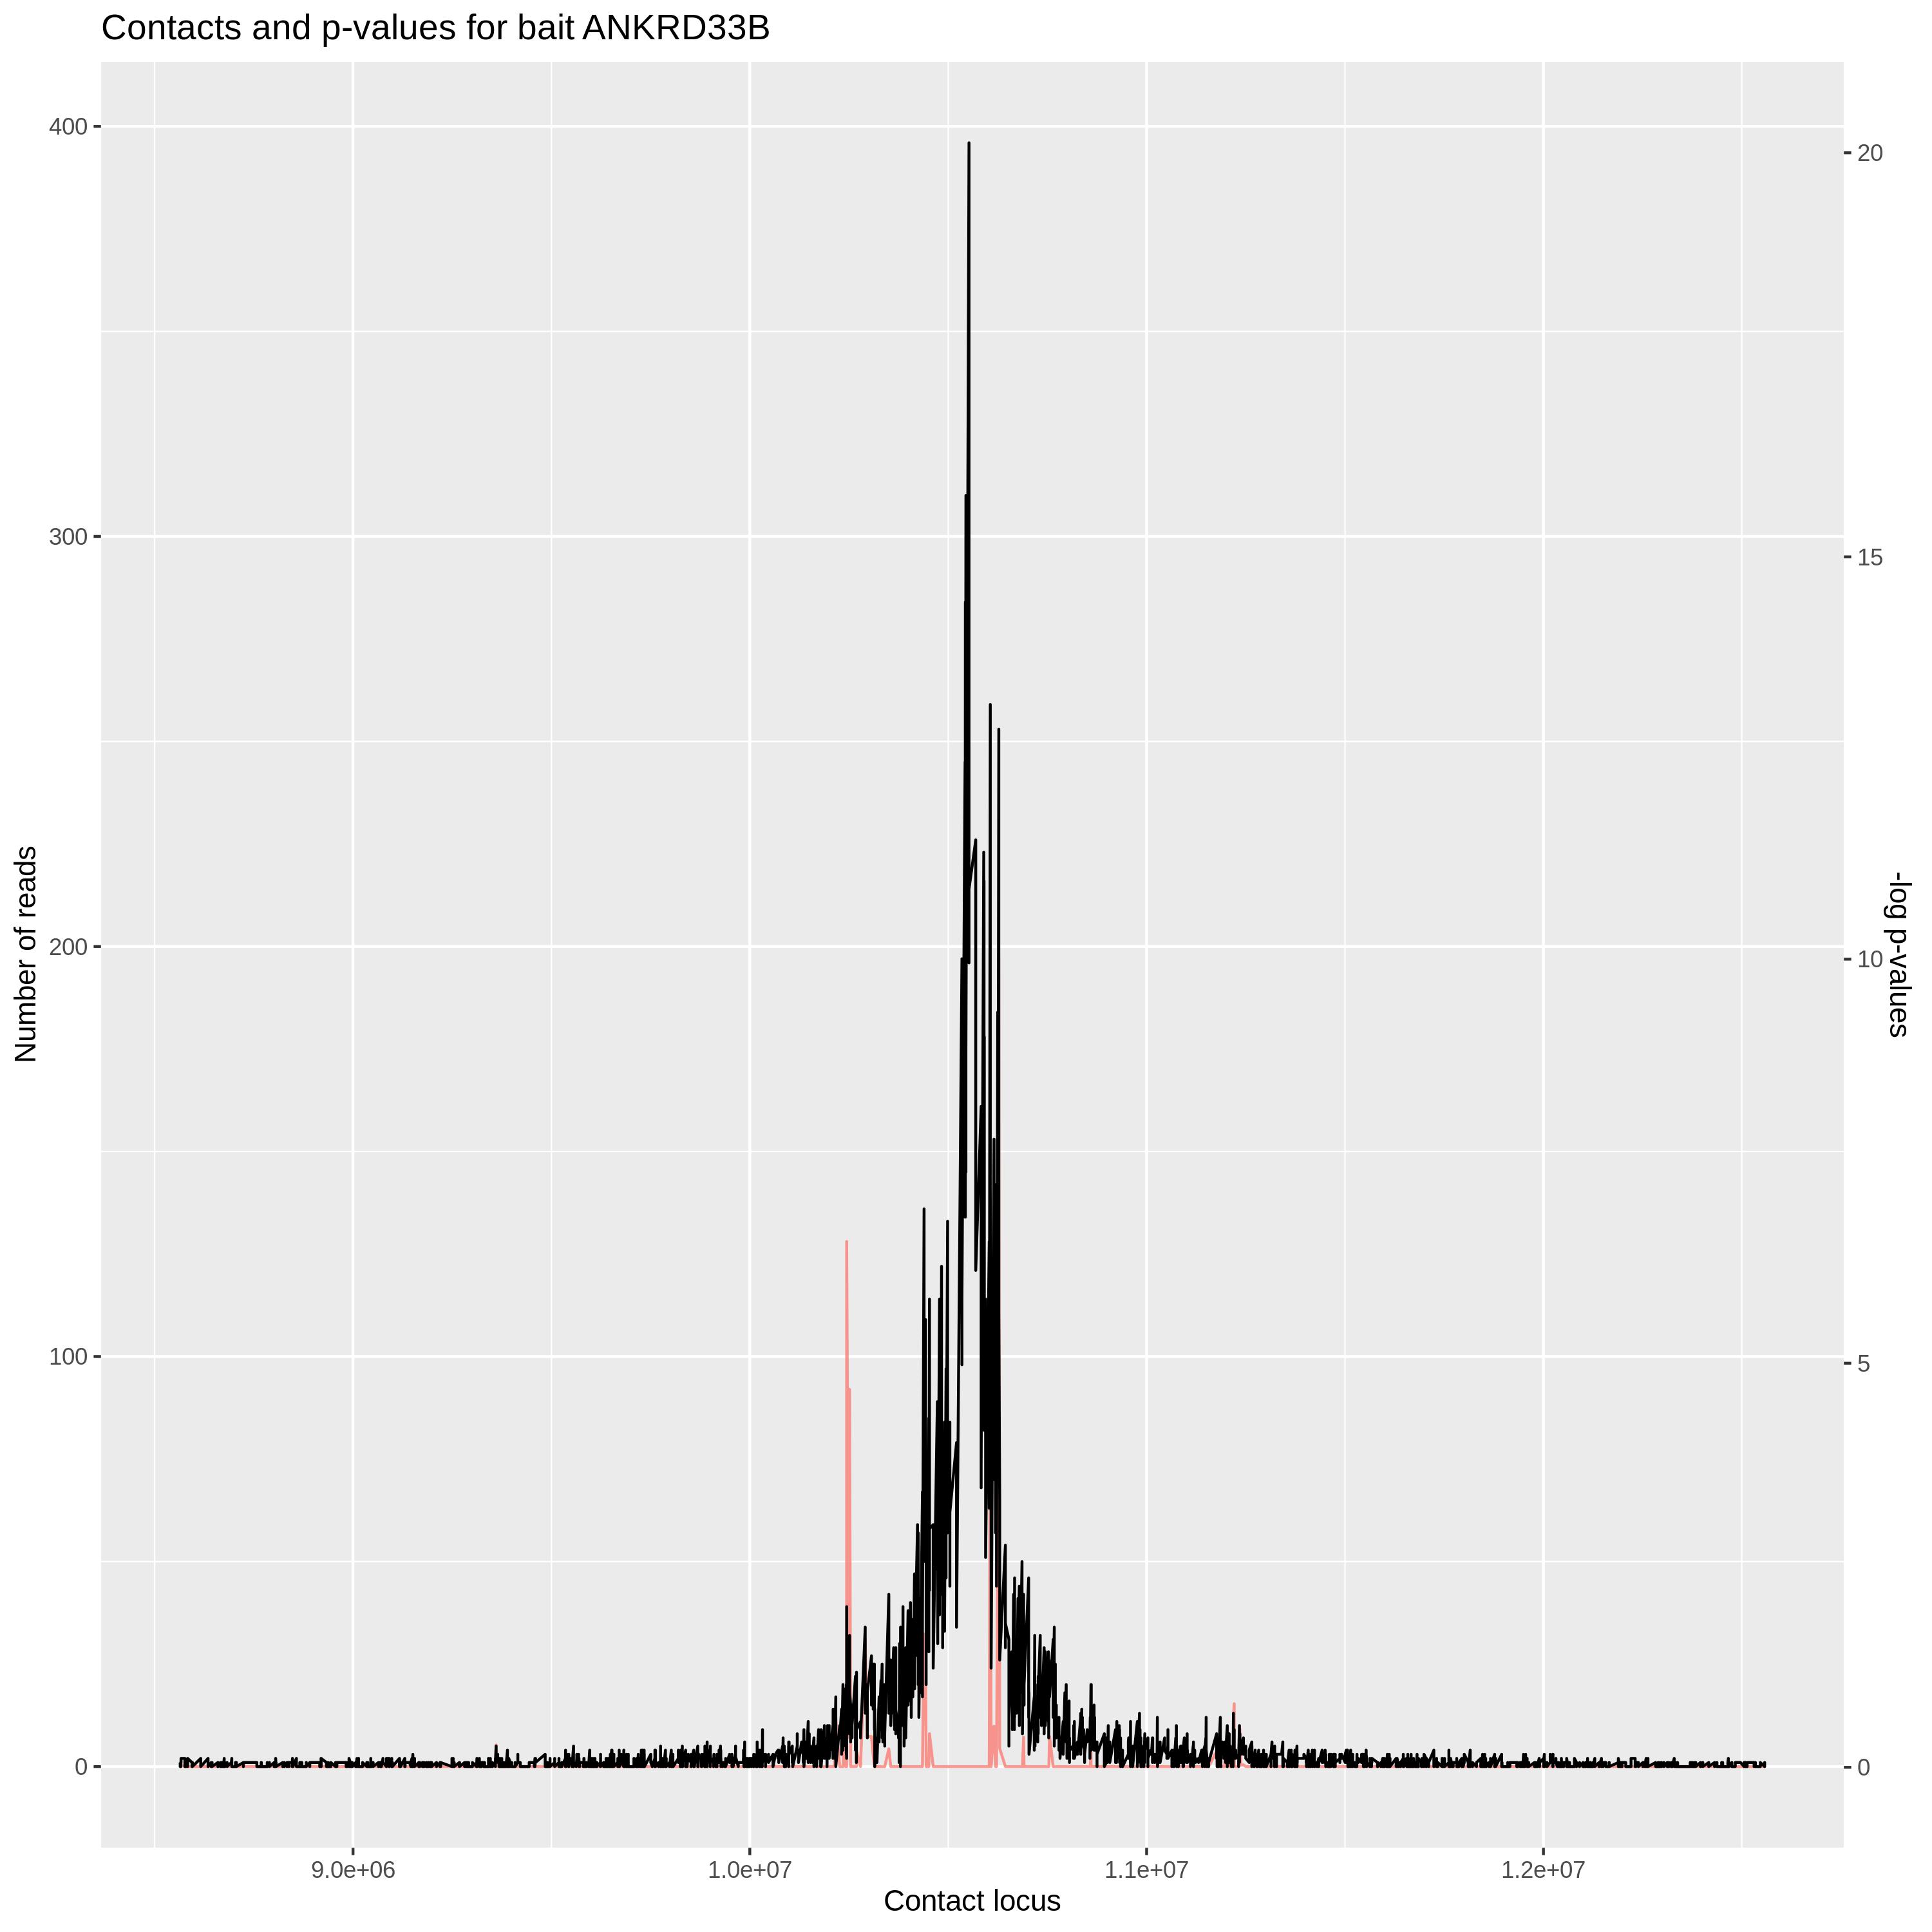 Contacts and p-values for bait ANKRD33B
400
300
200
100
0
Number of reads
20
15
10
5
0
-log p-values
9.0e+06
1.0e+07
1.1e+07
1.2e+07
Contact locus